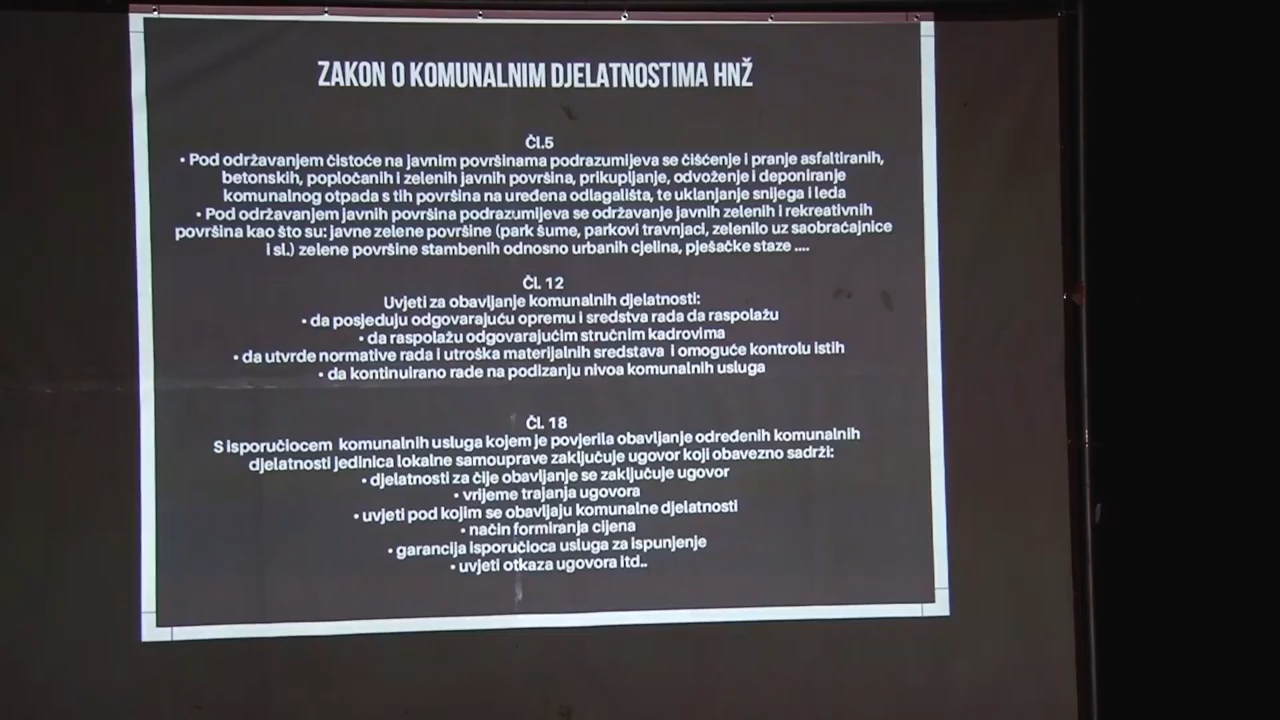 ZAKON O KOMUNALNIM DJELATNOSTIMA HNŽ
Čl.5
• Pod održavanjem čistoće na javnim površinama podrazumijeva se čišćenje i pranje asfaltiranih,
betonskih, popločanih i zelenih javnih površina, prikupljanje, odvoženje i deponiranje
komunalnog otpada s tih površina na uređena odlagališta, te uklanjanje snijega i leda
• Pod održavanjem javnih površina podrazumijeva se održavanje javnih zelenih i rekreativnih
površina kao što su: javne zelene površine (park šume, parkovi travnjaci, zelenilo uz saobraćajnice
i sl.) zelene površine stambenih odnosno urbanih cjelina, pješačke staze ....
Čl. 12
Uvjeti za obavljanje komunalnih djelatnosti:
• da posjeduju odgovarajuću opremu i sredstva rada da raspolažu
• da raspolažu odgovarajućim stručnim kadrovima
• da utvrde normative rada i utroška materijalnih sredstava i omoguće kontrolu istih
• da kontinuirano rade na podizanju nivoa komunalnih usluga
Čl. 18
S isporučiocem komunalnih usluga kojem je povjerila obavljanje određenih komunalnih
djelatnosti jedinica lokalne samouprave zaključuje ugovor koji obavezno sadrži:
• djelatnosti za čije obavljanje se zaključuje ugovor
• vrijeme trajanja ugovora
• uvjeti pod kojim se obavljaju komunalne djelatnosti
• način formiranja cijena
• garancija isporučioca usluga za ispunjenje
• uvjeti otkaza ugovora itd..